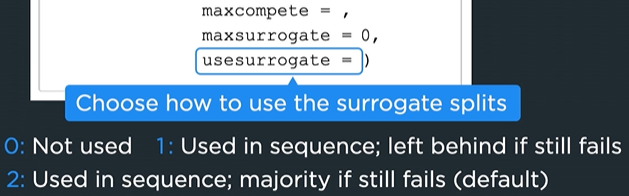 maxcompete = ,
maxsurrogate = 0,
usesurrogate = )
Choose how to use the surrogate splits
0: Not used 1: Used in sequence; left behind if still fails
2: Used in sequence; majority if still fails (default)